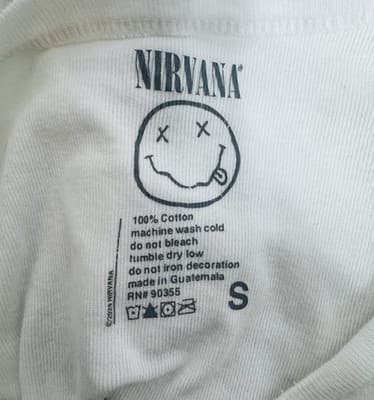 NIRVANA®
100% Cotton
machine wash cold
do not bleach
tumble dry low
do not iron decoration
made in Guatemala
RN# 90355
S
©2024 NIRVANA